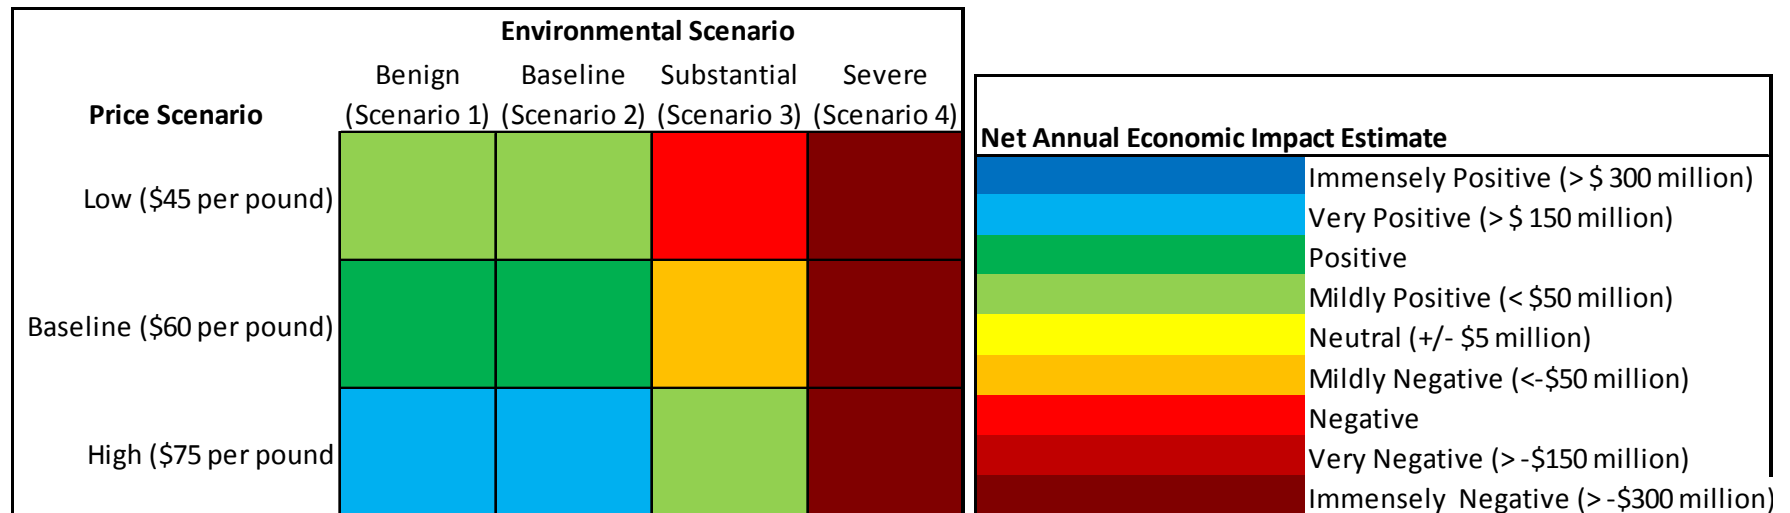 Environmental Scenario
Benign Baseline Substantial Severe
Price Scenario (Scenario 1) (Scenario 2) (Scenario 3) (Scenario 4)
Low ($45 per pound)
Baseline ($60 per pound)
High ($75 per pound
Net Annual Economic Impact Estimate
Immensely Positive (> $ 300 million)
Very Positive (> $ 150 million)
Positive
Mildly Positive (< $50 million)
Neutral (+/- $5 million)
Mildly Negative (<-$50 million)
Negative
Very Negative (> -$150 million)
Immensely Negative (> -$300 million)